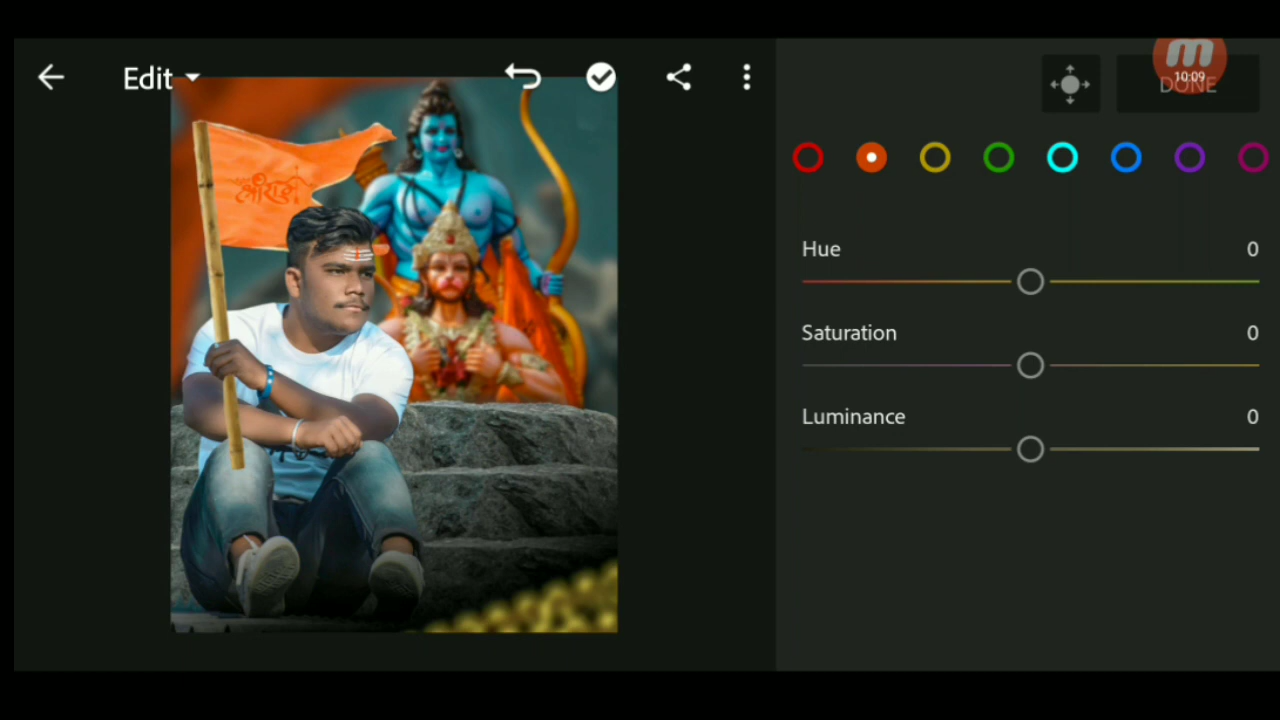 Edit
10:09
DONE
श्रीराम
Hue 0
Saturation 0
Luminance 0